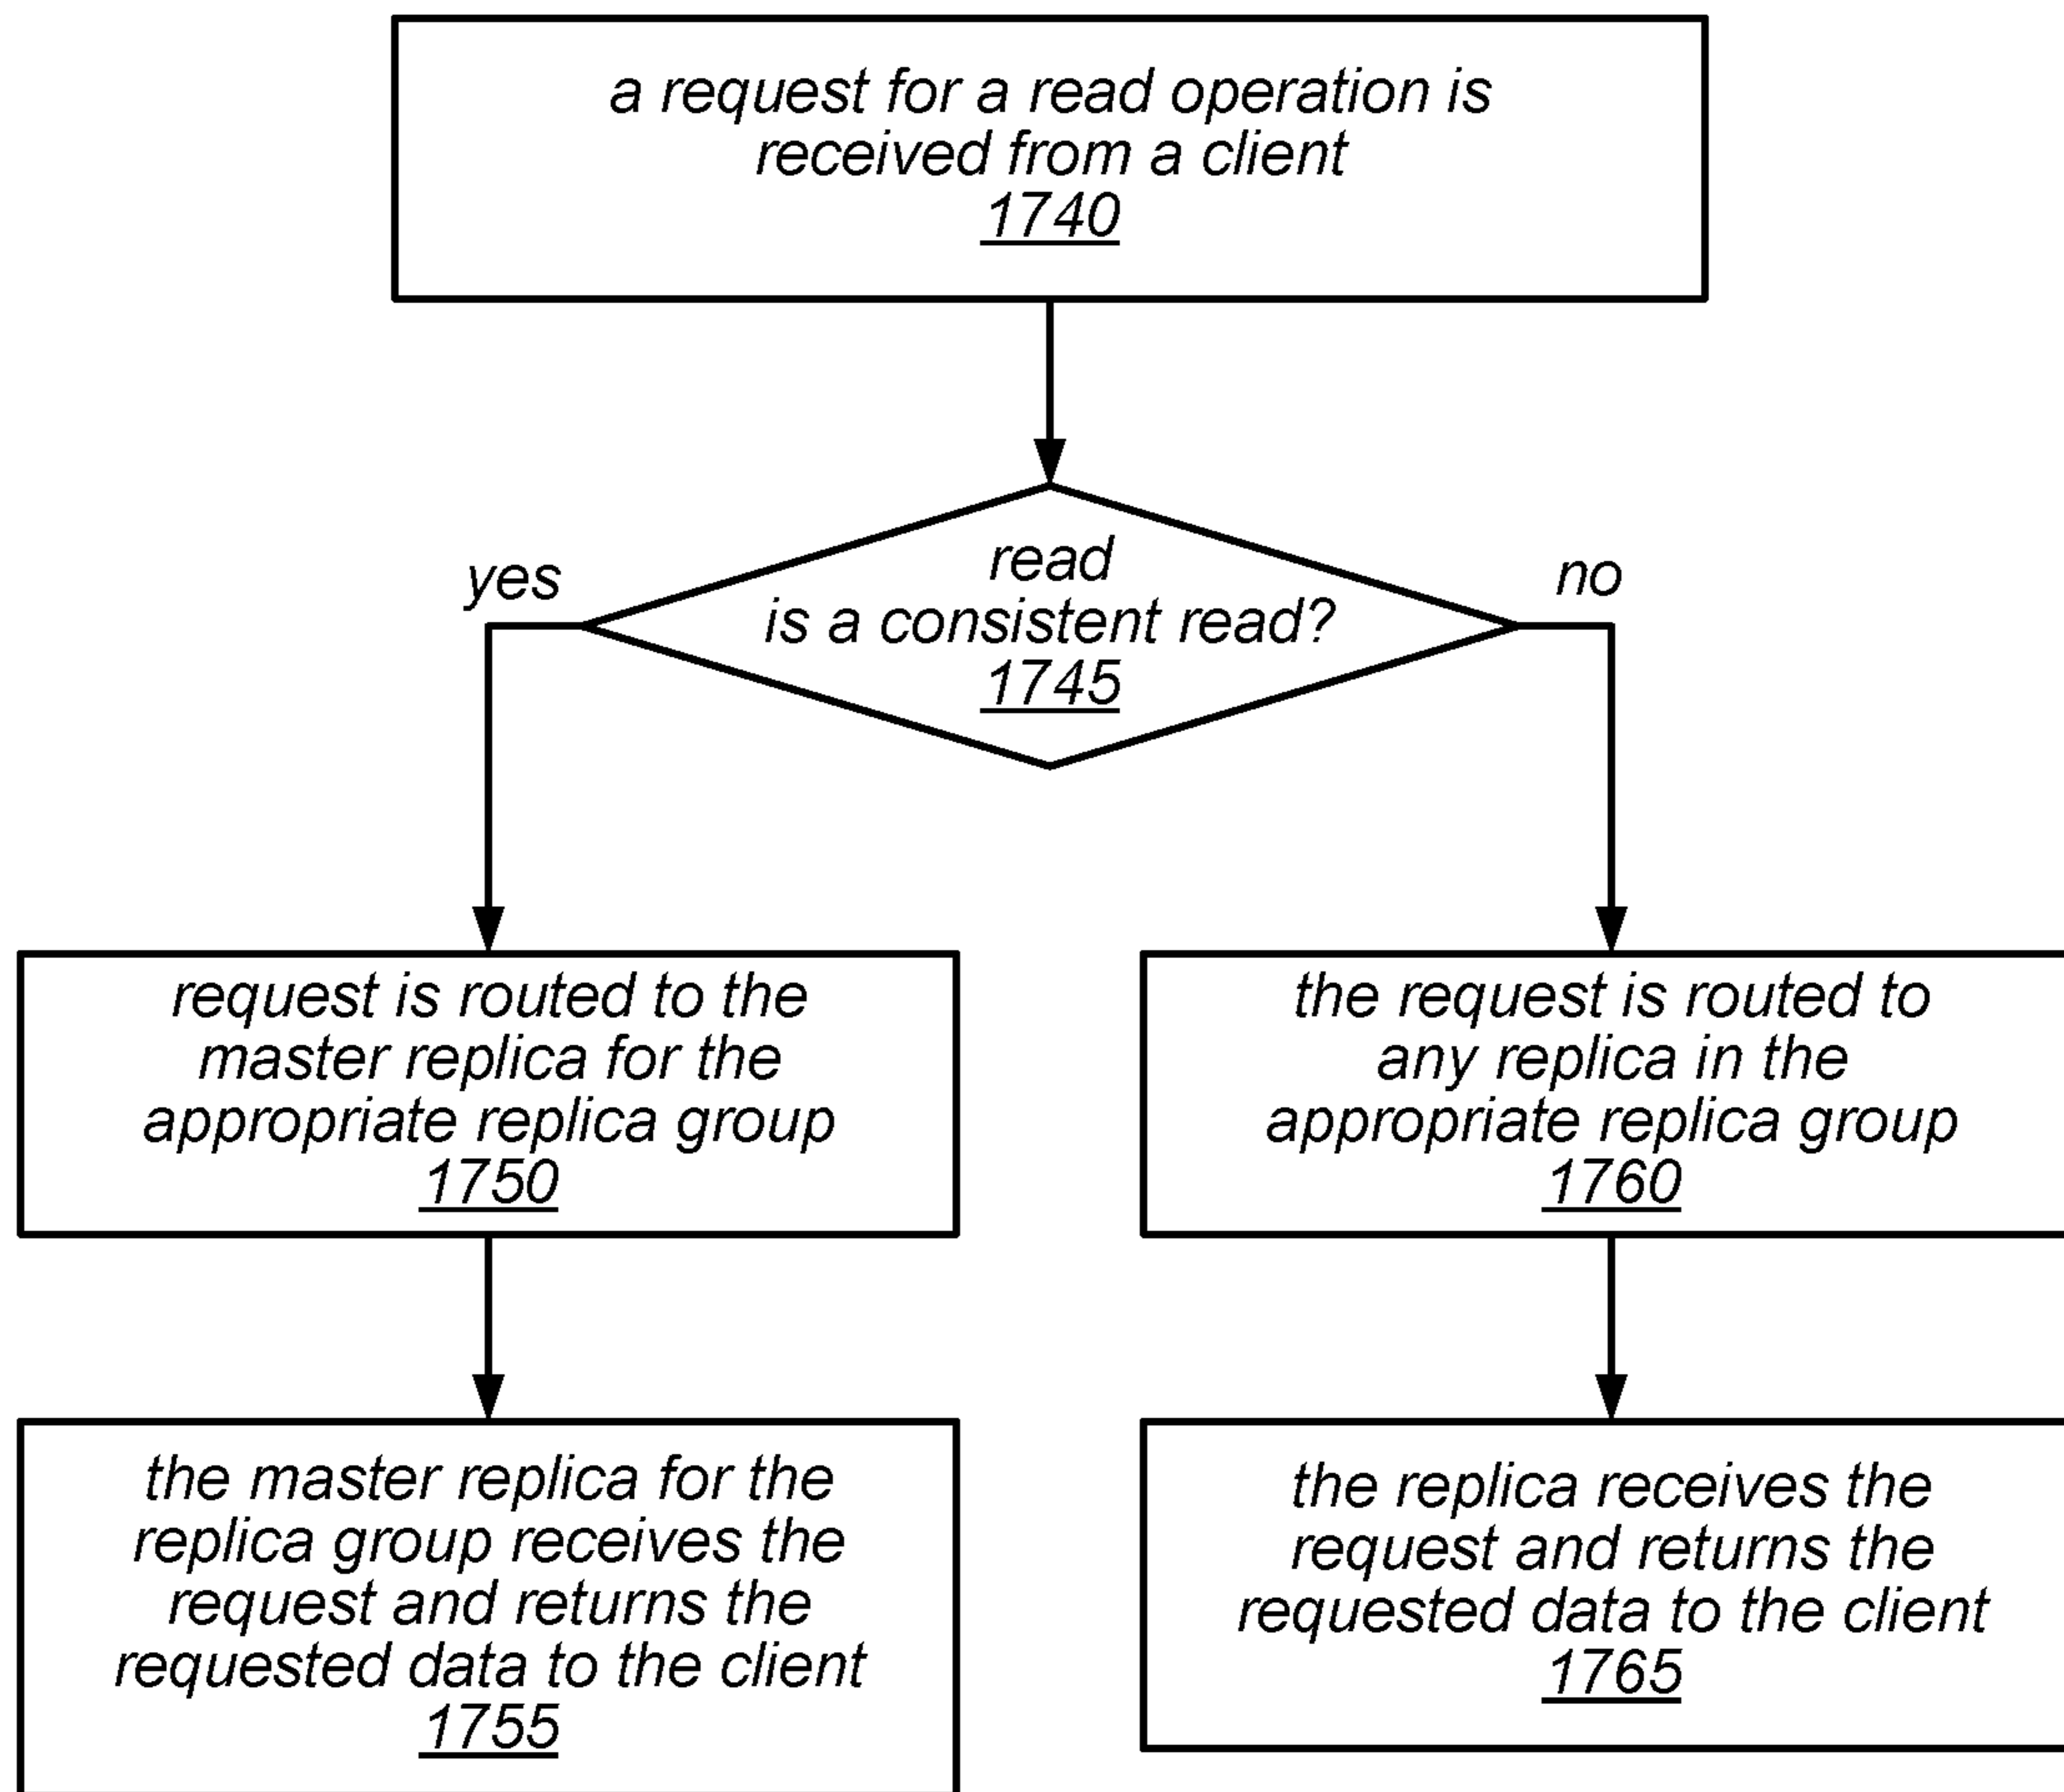 a request for a read operation is
received from a client
1740
read
is a consistent read?
1745
yes
no
request is routed to the
master replica for the
appropriate replica group
1750
the request is routed to
any replica in the
appropriate replica group
1760
the master replica for the
replica group receives the
request and returns the
requested data to the client
1755
the replica receives the
request and returns the
requested data to the client
1765